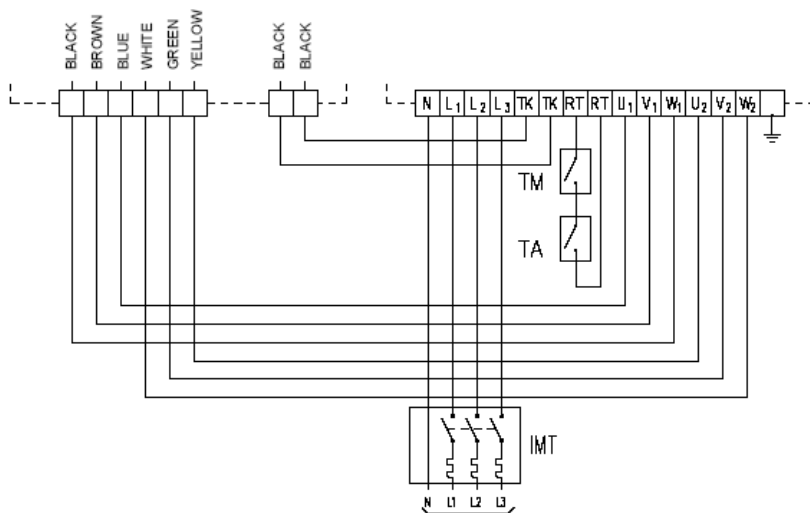 BLACK BROWN BLUE WHITE GREEN YELLOW BLACK BLACK
N L1 L2 L3 TK TK RT RT U1 V1 W1 U2 V2 W2
TM
TA
IMT
N L1 L2 L3